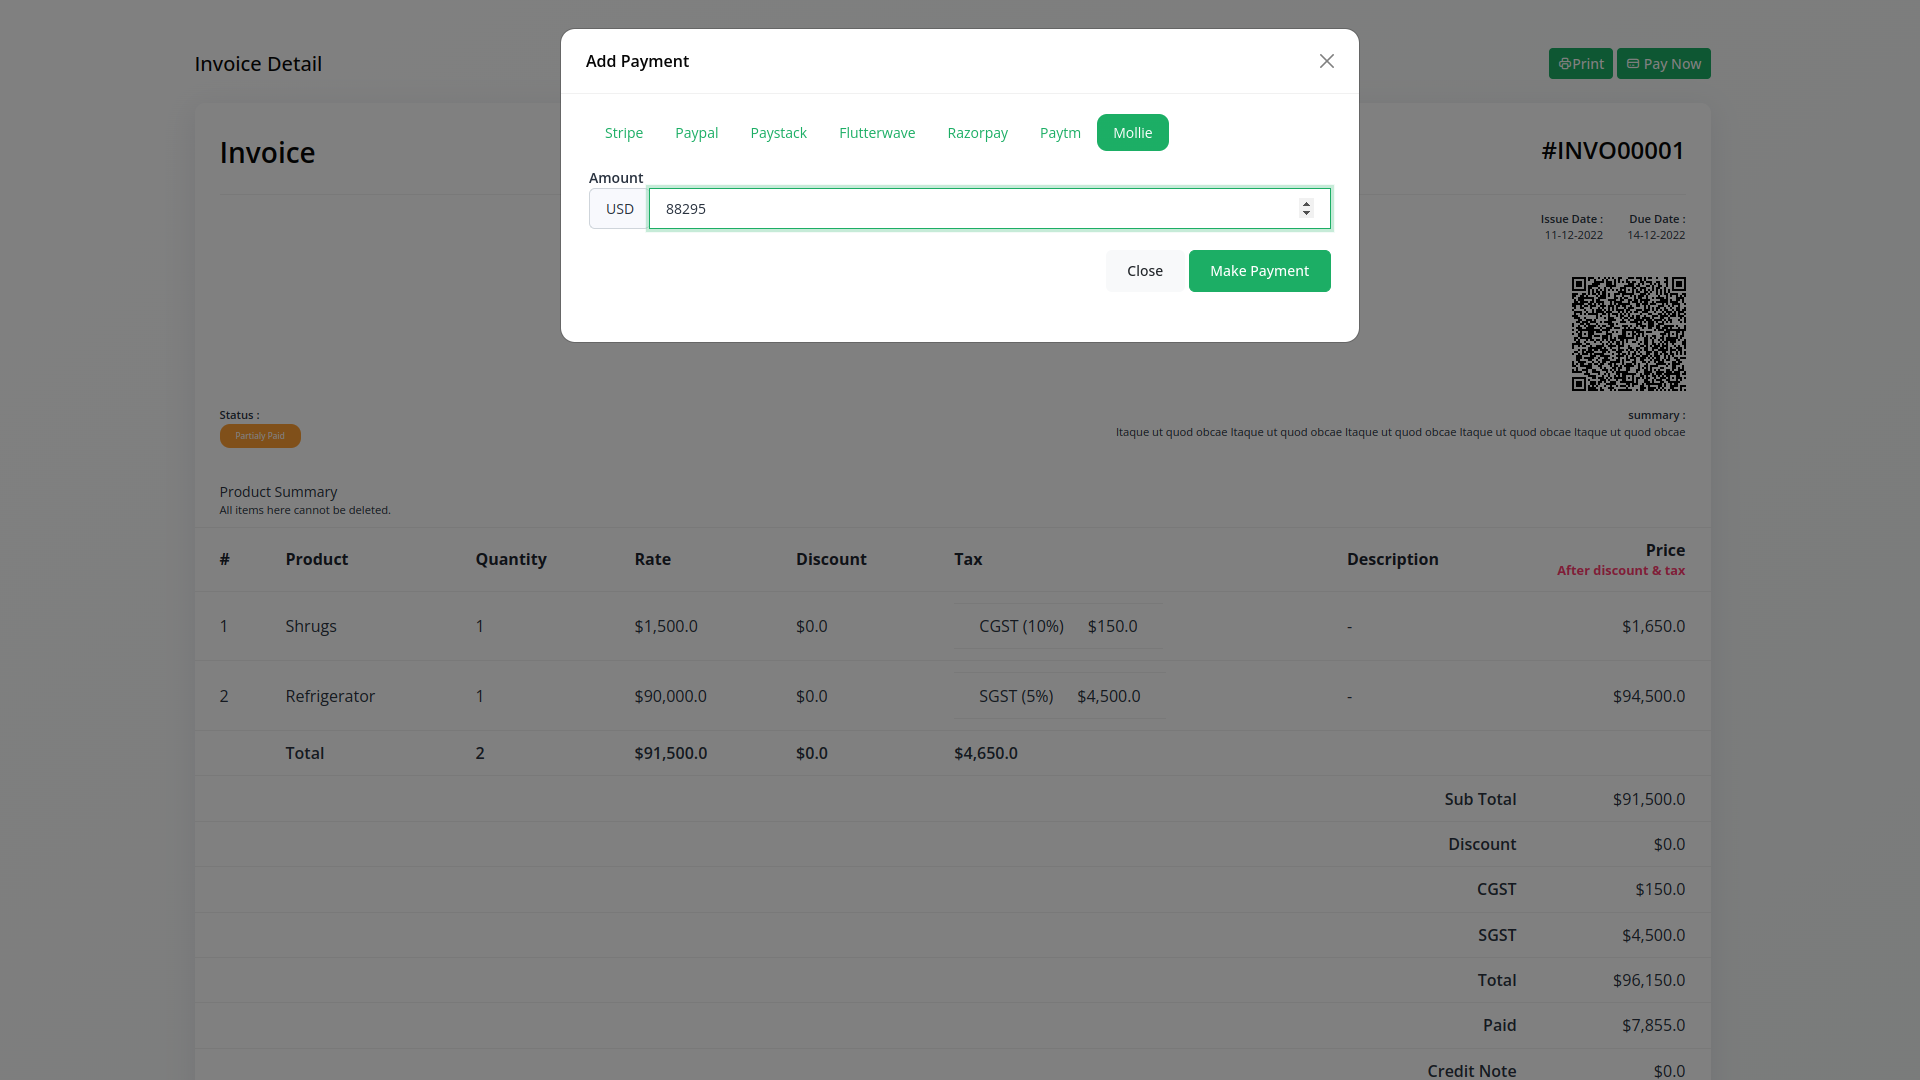 Add Payment
Stripe Paypal Paystack Flutterwave Razorpay Paytm Mollie
Amount
USD 88295
Close Make Payment
Invoice Detail
Print Pay Now
Invoice #INVO00001
Issue Date : Due Date :
11-12-2022 14-12-2022
Status : summary :
Partialy Paid Itaque ut quod obcae Itaque ut quod obcae Itaque ut quod obcae Itaque ut quod obcae Itaque ut quod obcae
Product Summary
All items here cannot be deleted.
# Product Quantity Rate Discount Tax Description Price
After discount & tax
1 Shrugs 1 $1,500.0 $0.0 CGST (10%) $150.0 - $1,650.0
2 Refrigerator 1 $90,000.0 $0.0 SGST (5%) $4,500.0 - $94,500.0
Total 2 $91,500.0 $0.0 $4,650.0
Sub Total $91,500.0
Discount $0.0
CGST $150.0
SGST $4,500.0
Total $96,150.0
Paid $7,855.0
Credit Note $0.0